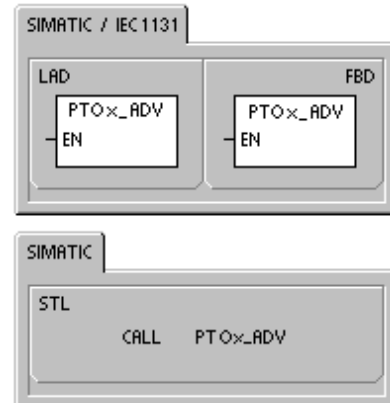 SIMATIC / IEC1131
LAD FBD
PTOx_ADV PTOx_ADV
EN EN
SIMATIC
STL
CALL PTOx_ADV